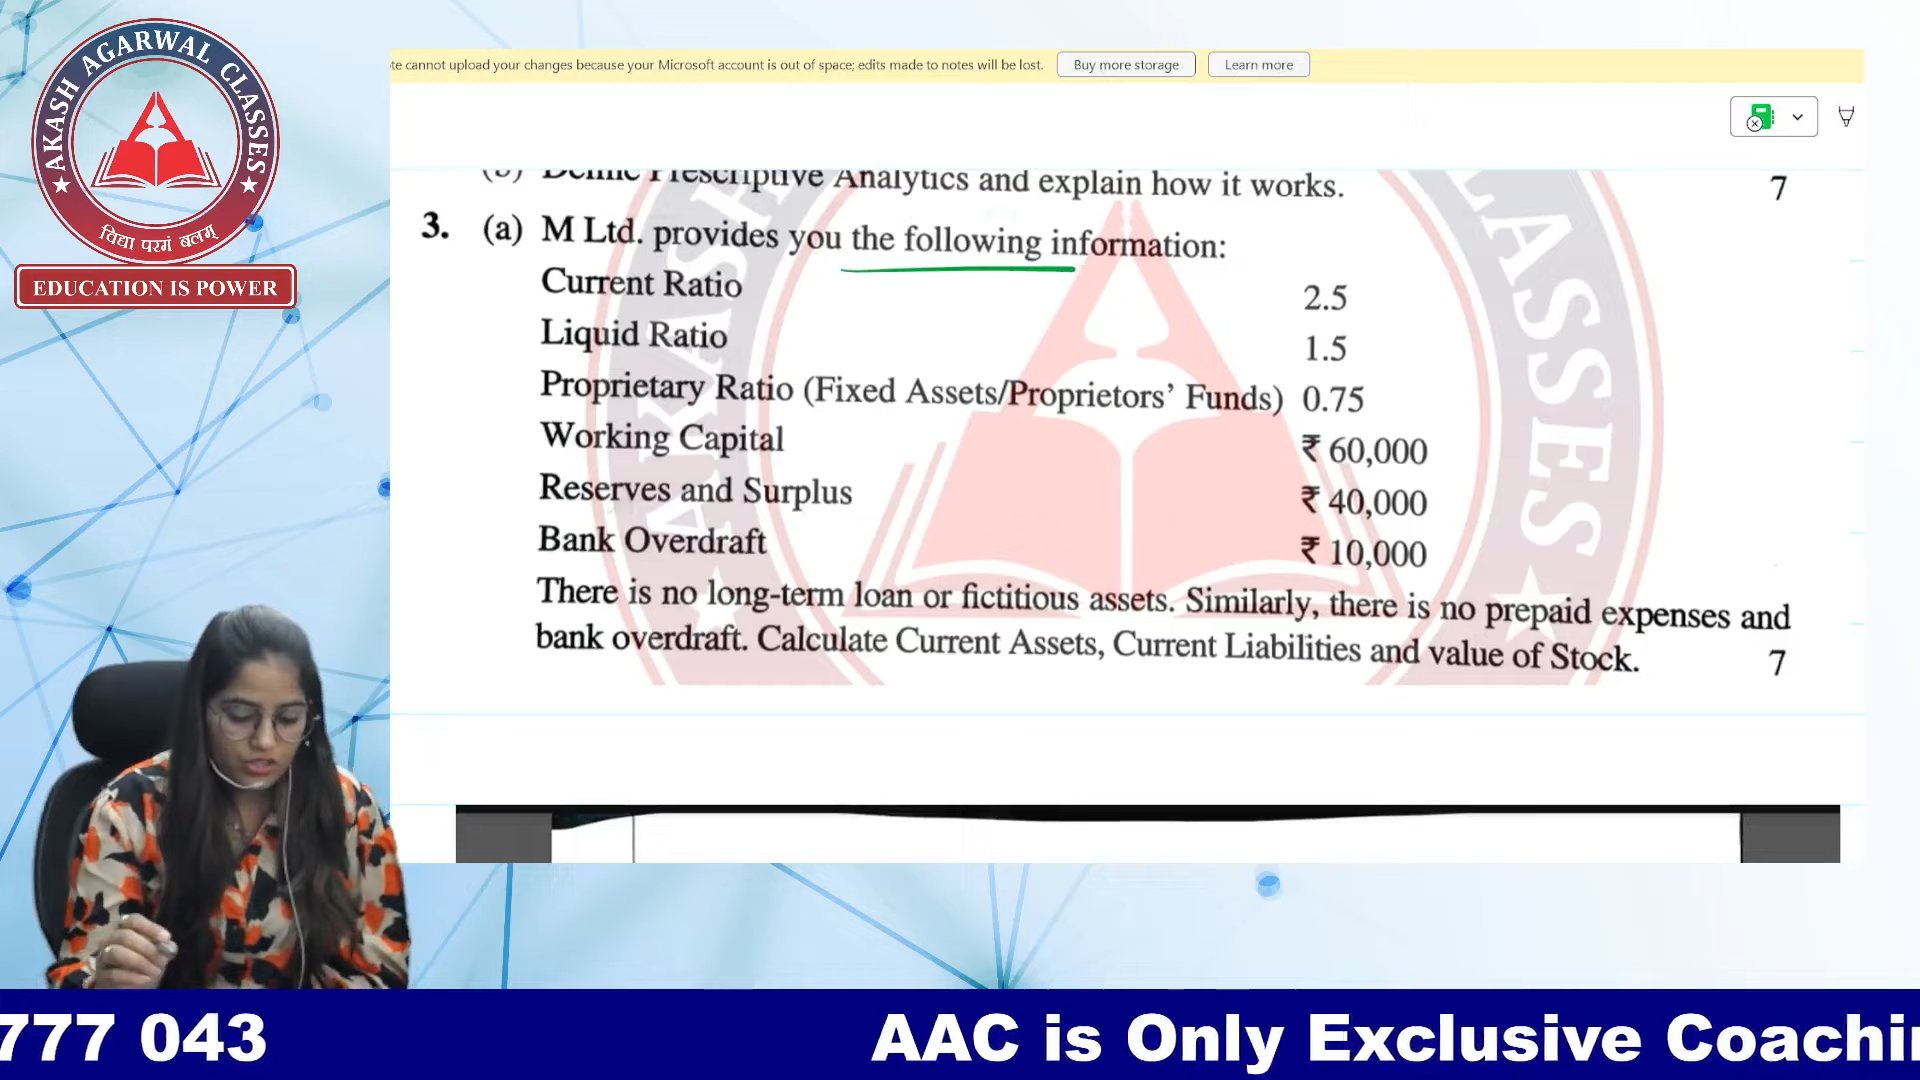 AKASH AGARWAL CLASSES
विद्या परमं बलम्
EDUCATION IS POWER
te cannot upload your changes because your Microsoft account is out of space; edits made to notes will be lost. Buy more storage Learn more
(b) Define Prescriptive Analytics and explain how it works. 7
3. (a) M Ltd. provides you the following information:
Current Ratio 2.5
Liquid Ratio 1.5
Proprietary Ratio (Fixed Assets/Proprietors' Funds) 0.75
Working Capital ₹ 60,000
Reserves and Surplus ₹ 40,000
Bank Overdraft ₹ 10,000
There is no long-term loan or fictitious assets. Similarly, there is no prepaid expenses and
bank overdraft. Calculate Current Assets, Current Liabilities and value of Stock. 7
777 043 AAC is Only Exclusive Coachin